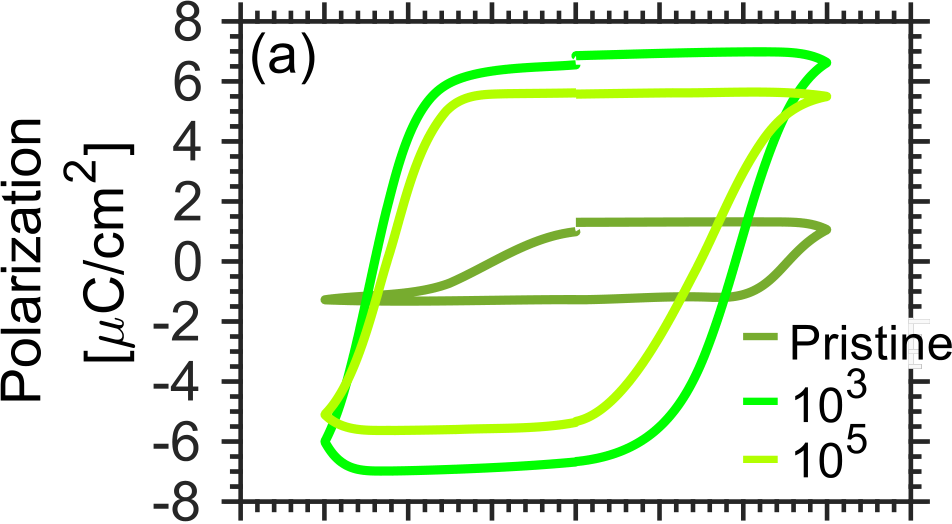 Polarization
[μC/cm²]
8
6
4
2
0
-2
-4
-6
-8
(a)
Pristine
10³
10⁵